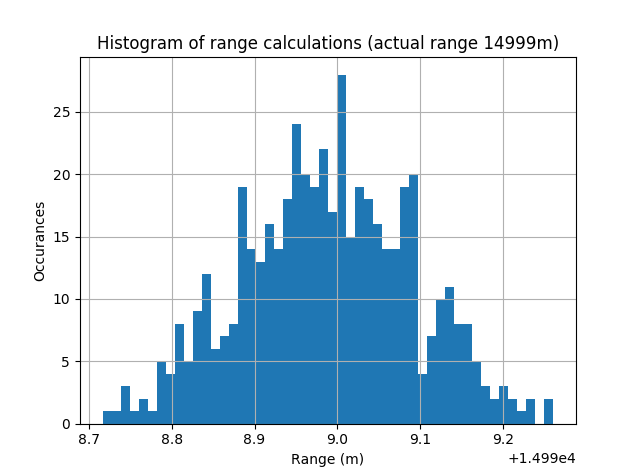 Histogram of range calculations (actual range 14999m)
25
20
15
10
5
0
Occurances
8.7 8.8 8.9 9.0 9.1 9.2
Range (m)
+1.499e4